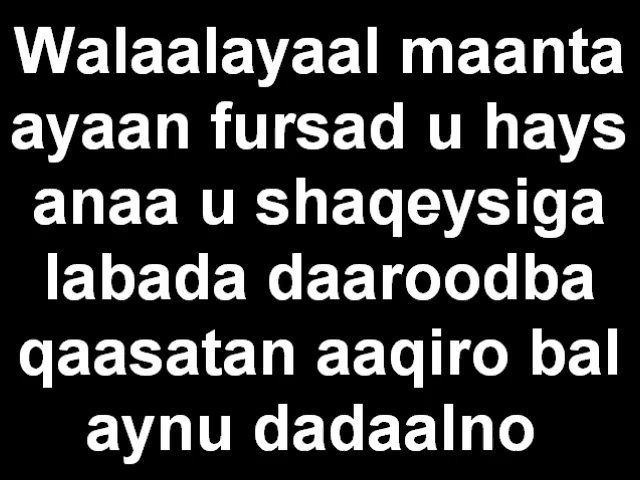 Walaalayaal maanta
ayaan fursad u hays
anaa u shaqeysiga
labada daaroodba
qaasatan aaqiro bal
aynu dadaalno